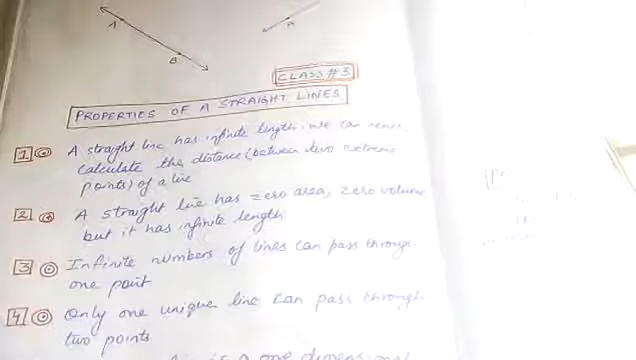 A
B
A
CLASS #3
PROPERTIES OF A STRAIGHT LINES
1 A straight line has infinite length. we can never
calculate the distance (between two extreme
points) of a line
2 A straight line has zero area, zero volume
but it has infinite length
3 Infinite numbers of lines can pass through
one point
4 Only one unique line can pass through
two points
is a one dimensional